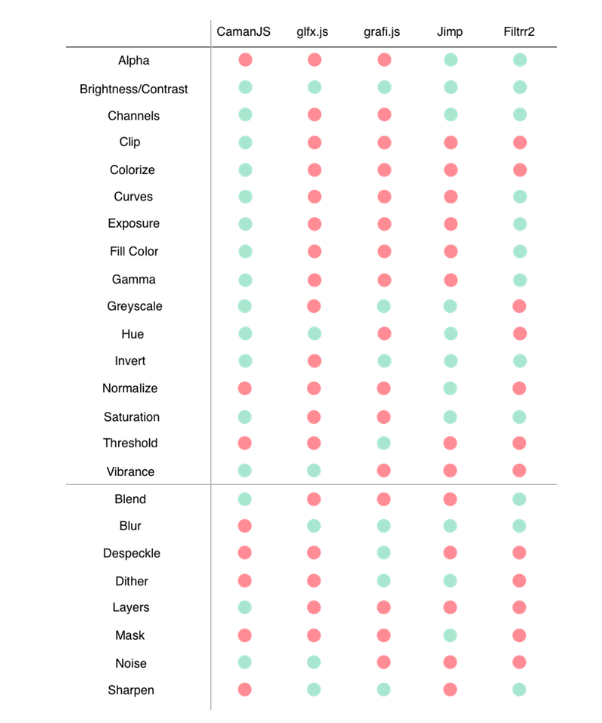 CamanJS glfx.js grafi.js Jimp Filtrr2
Alpha
Brightness/Contrast
Channels
Clip
Colorize
Curves
Exposure
Fill Color
Gamma
Greyscale
Hue
Invert
Normalize
Saturation
Threshold
Vibrance
Blend
Blur
Despeckle
Dither
Layers
Mask
Noise
Sharpen